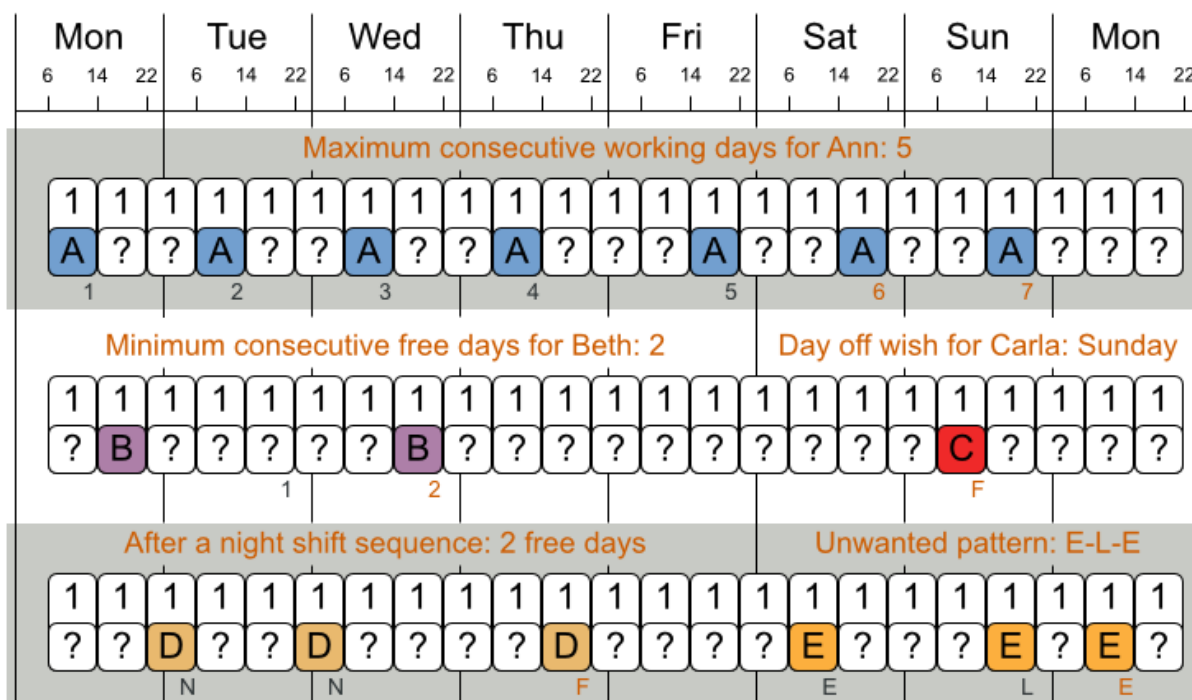 Mon Tue Wed Thu Fri Sat Sun Mon
6 14 22 6 14 22 6 14 22 6 14 22 6 14 22 6 14 22 6 14 22 6 14 22
Maximum consecutive working days for Ann: 5
1 1 1 1 1 1 1 1 1 1 1 1 1 1 1 1 1 1 1 1 1 1 1
A ? ? A ? ? A ? ? A ? ? ? A ? ? A ? ? A ? ? ?
1 2 3 4 5 6 7
Minimum consecutive free days for Beth: 2 Day off wish for Carla: Sunday
1 1 1 1 1 1 1 1 1 1 1 1 1 1 1 1 1 1 1 1 1 1 1
? B ? ? ? ? ? B ? ? ? ? ? ? ? ? ? ? C ? ? ? ?
1 2 F
After a night shift sequence: 2 free days Unwanted pattern: E-L-E
1 1 1 1 1 1 1 1 1 1 1 1 1 1 1 1 1 1 1 1 1 1 1
? ? D ? ? D ? ? ? ? D ? ? ? ? E ? ? ? E ? E ?
N N F E L E